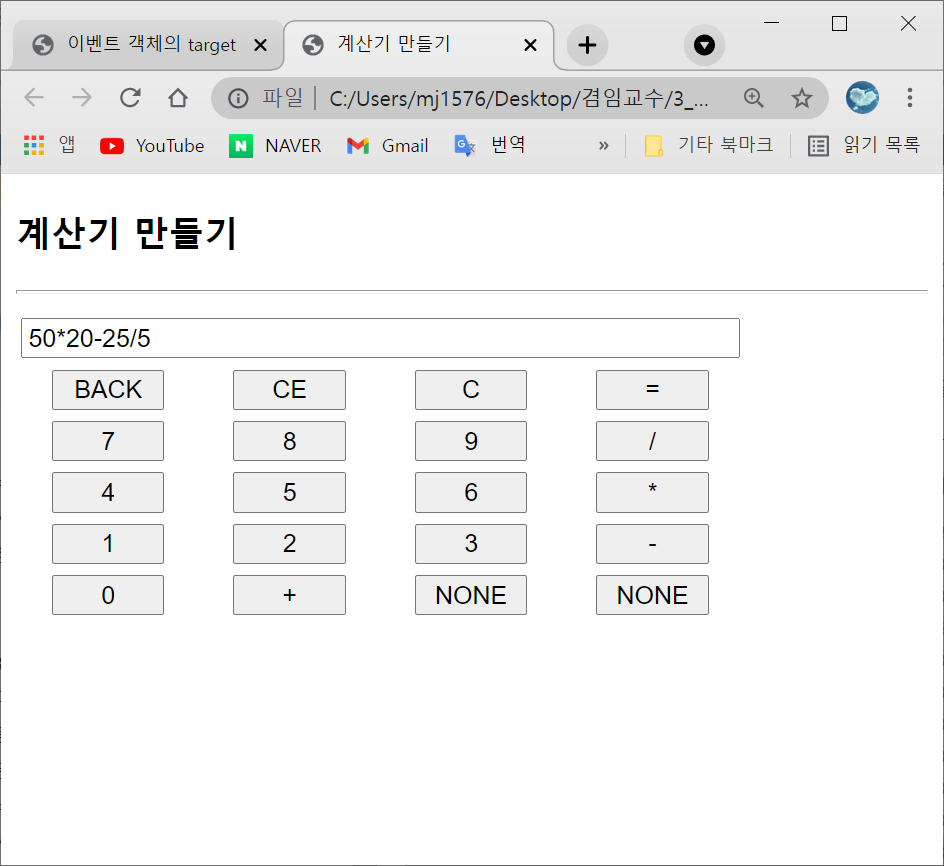 이벤트 객체의 target
계산기 만들기
파일 C:/Users/mj1576/Desktop/겸임교수/3_...
앱 YouTube NAVER Gmail 번역 » 기타 북마크 읽기 목록
계산기 만들기
50*20-25/5
BACK CE C =
7 8 9 /
4 5 6 *
1 2 3 -
0 + NONE NONE